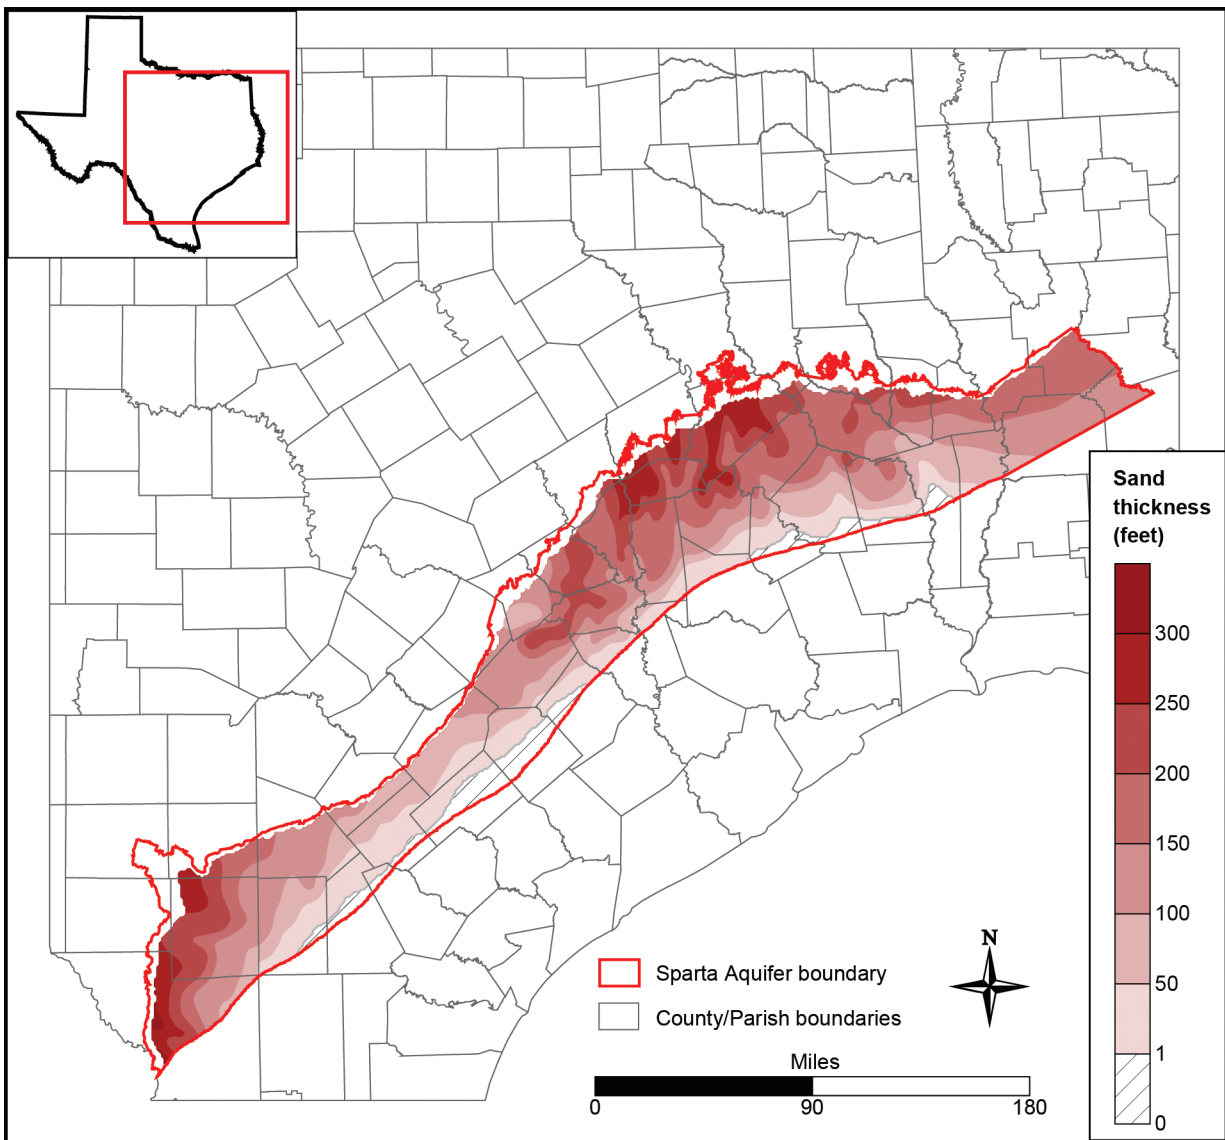 Sand
thickness
(feet)
300
250
200
150
100
50
1
0
N
Sparta Aquifer boundary
County/Parish boundaries
Miles
0 90 180